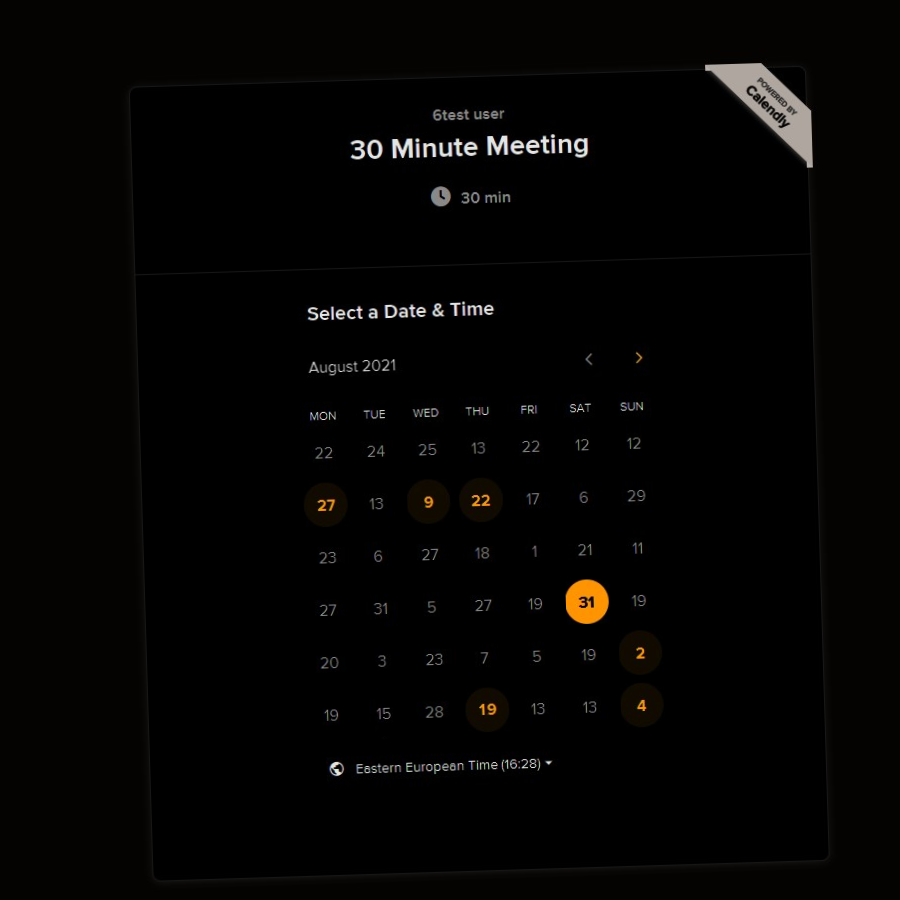 POWERED BY
Calendly
6test user
30 Minute Meeting
30 min
Select a Date & Time
August 2021
MON TUE WED THU FRI SAT SUN
22 24 25 13 22 12 12
27 13 9 22 17 6 29
23 6 27 18 1 21 11
27 31 5 27 19 31 19
20 3 23 7 5 19 2
19 15 28 19 13 13 4
Eastern European Time (16:28)